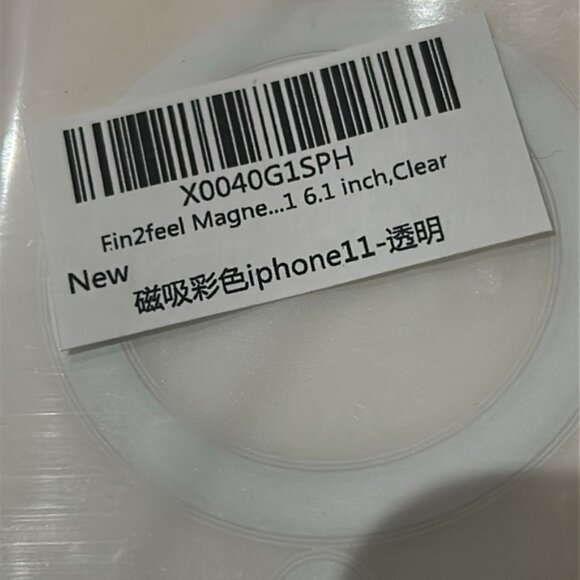 X0040G1SPH
Fin2feel Magne...1 6.1 inch,Clear
New
磁吸彩色iphone11-透明